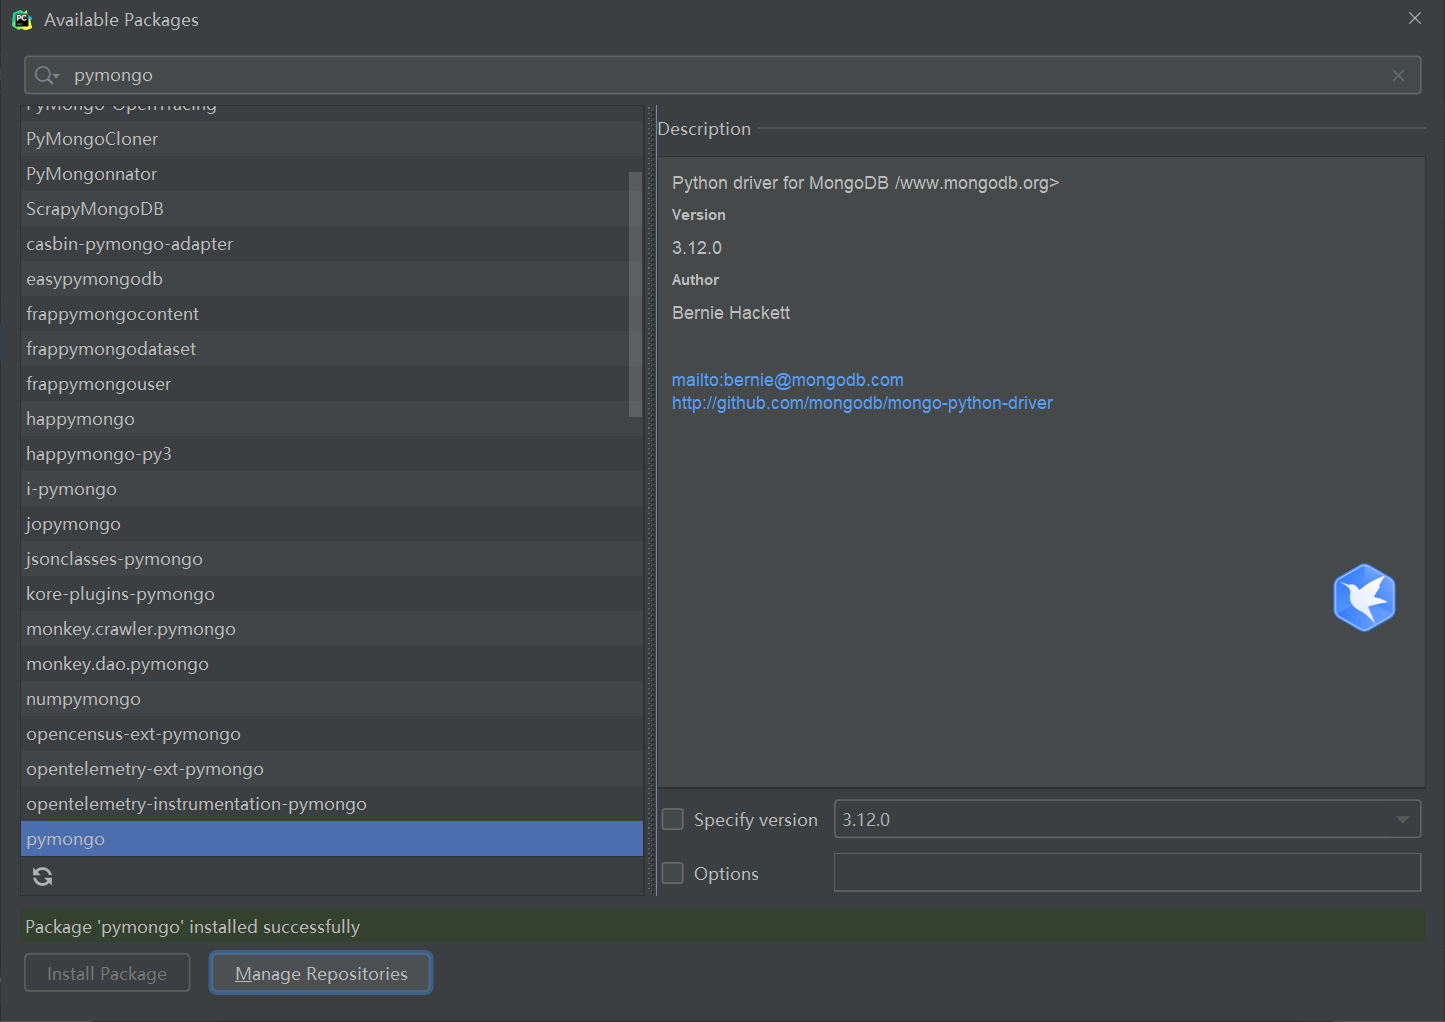 Available Packages
pymongo
PyMongo-OpenTracing
PyMongoCloner
PyMongonnator
ScrapyMongoDB
casbin-pymongo-adapter
easypymongodb
frappymongocontent
frappymongodataset
frappymongouser
happymongo
happymongo-py3
i-pymongo
jopymongo
jsonclasses-pymongo
kore-plugins-pymongo
monkey.crawler.pymongo
monkey.dao.pymongo
numpymongo
opencensus-ext-pymongo
opentelemetry-ext-pymongo
opentelemetry-instrumentation-pymongo
pymongo
Description
Python driver for MongoDB /www.mongodb.org>
Version
3.12.0
Author
Bernie Hackett
mailto:bernie@mongodb.com
http://github.com/mongodb/mongo-python-driver
Specify version 3.12.0
Options
Package 'pymongo' installed successfully
Install Package Manage Repositories